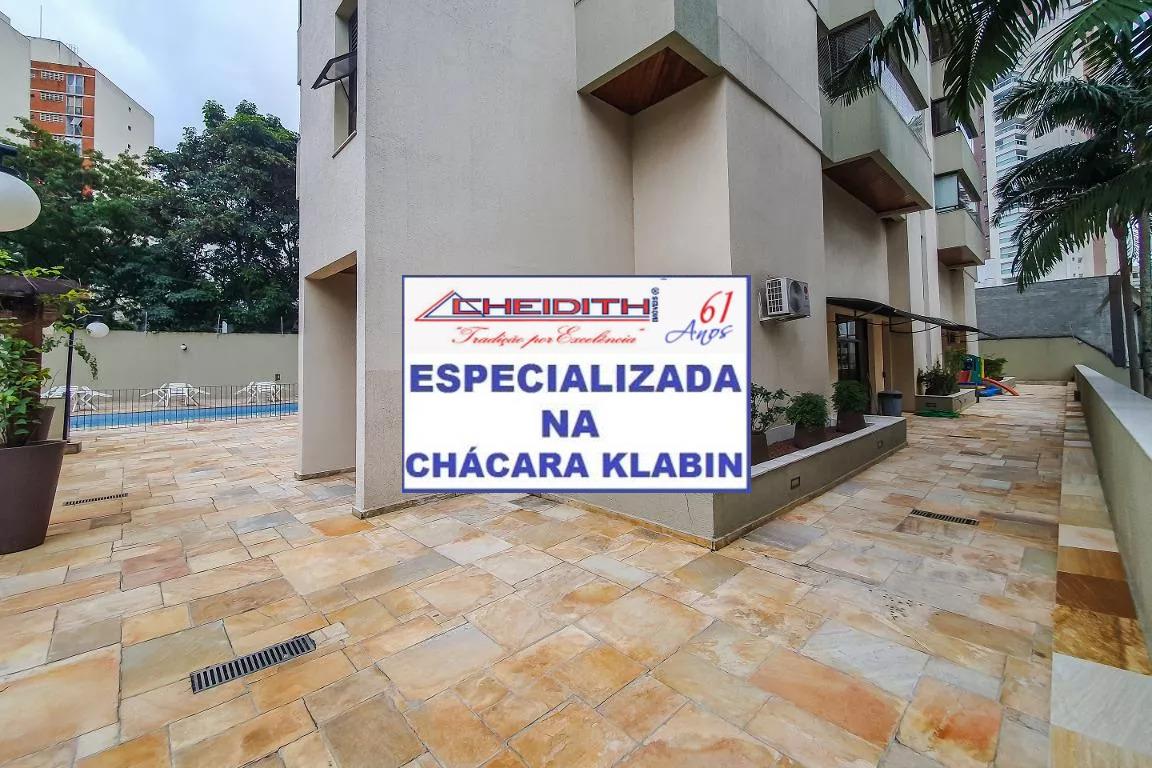 CHEIDITH IMÓVEIS ®
61
Anos
"Tradição por Excelência"
ESPECIALIZADA
NA
CHÁCARA KLABIN